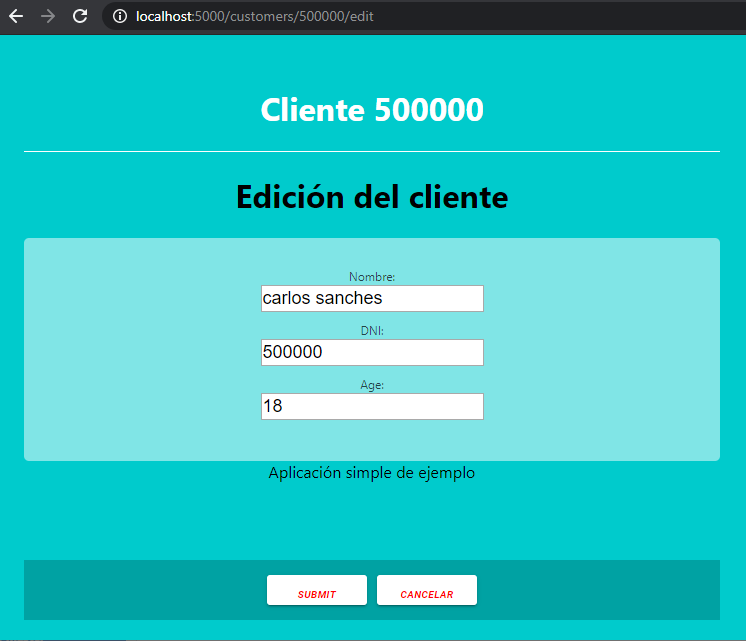 localhost:5000/customers/500000/edit
Cliente 500000
Edición del cliente
Nombre:
carlos sanches
DNI:
500000
Age:
18
Aplicación simple de ejemplo
SUBMIT CANCELAR